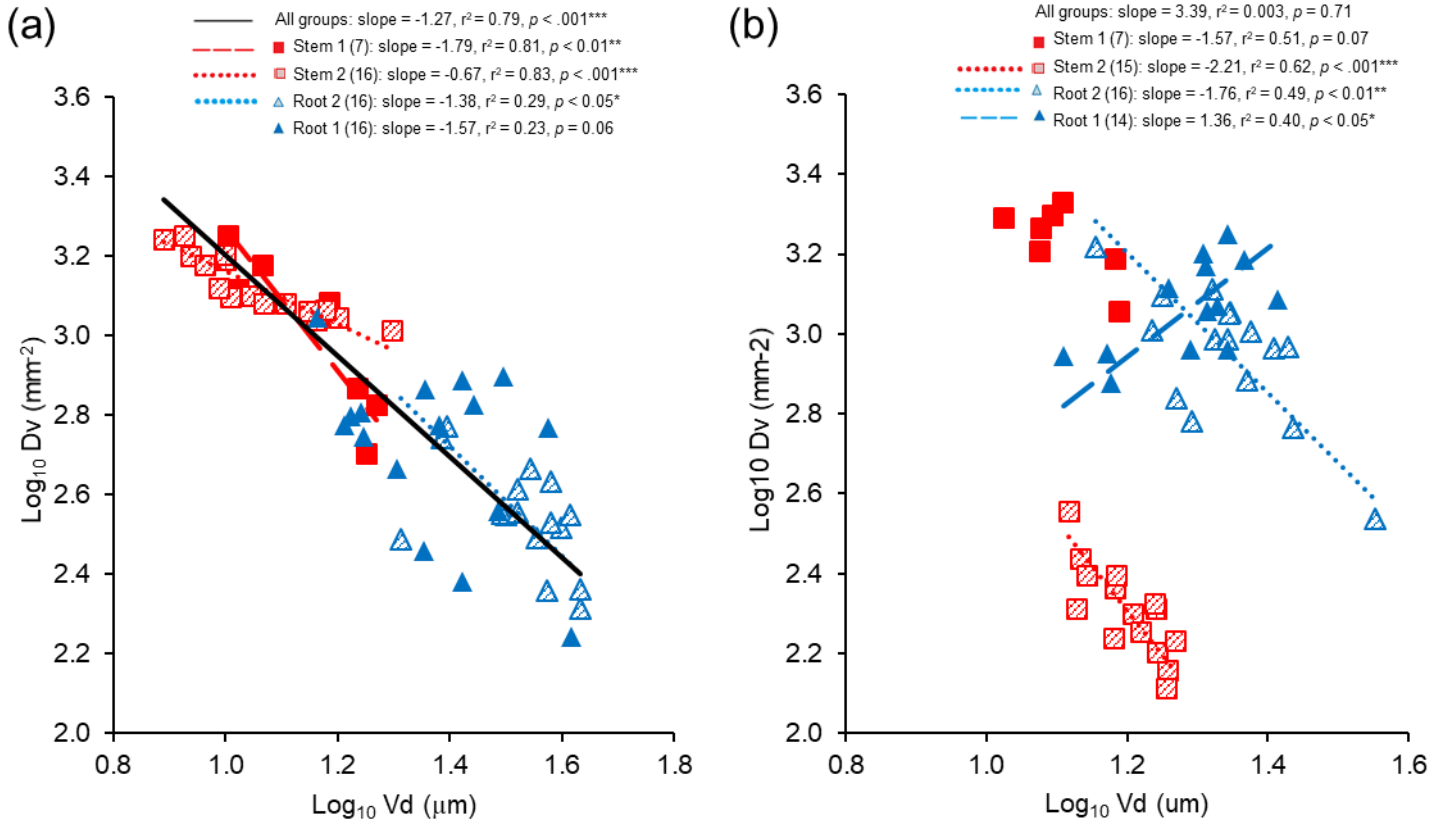 (a)
All groups: slope = -1.27, r² = 0.79, p < .001***
Stem 1 (7): slope = -1.79, r² = 0.81, p < 0.01**
Stem 2 (16): slope = -0.67, r² = 0.83, p < .001***
Root 2 (16): slope = -1.38, r² = 0.29, p < 0.05*
Root 1 (16): slope = -1.57, r² = 0.23, p = 0.06
3.6
3.4
3.2
3.0
2.8
2.6
2.4
2.2
2.0
Log₁₀ Dv (mm⁻²)
0.8 1.0 1.2 1.4 1.6 1.8
Log₁₀ Vd (μm)
(b)
All groups: slope = 3.39, r² = 0.003, p = 0.71
Stem 1 (7): slope = -1.57, r² = 0.51, p = 0.07
Stem 2 (15): slope = -2.21, r² = 0.62, p < .001***
Root 2 (16): slope = -1.76, r² = 0.49, p < 0.01**
Root 1 (14): slope = 1.36, r² = 0.40, p < 0.05*
3.6
3.4
3.2
3.0
2.8
2.6
2.4
2.2
2.0
Log10 Dv (mm-2)
0.8 1.0 1.2 1.4 1.6
Log₁₀ Vd (um)